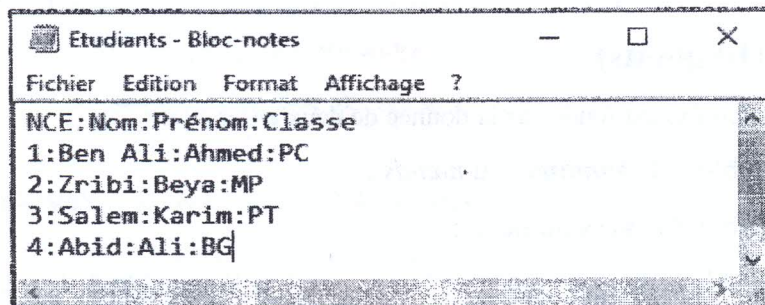 Etudiants - Bloc-notes
Fichier Edition Format Affichage ?
NCE:Nom:Prénom:Classe
1:Ben Ali:Ahmed:PC
2:Zribi:Beya:MP
3:Salem:Karim:PT
4:Abid:Ali:BG